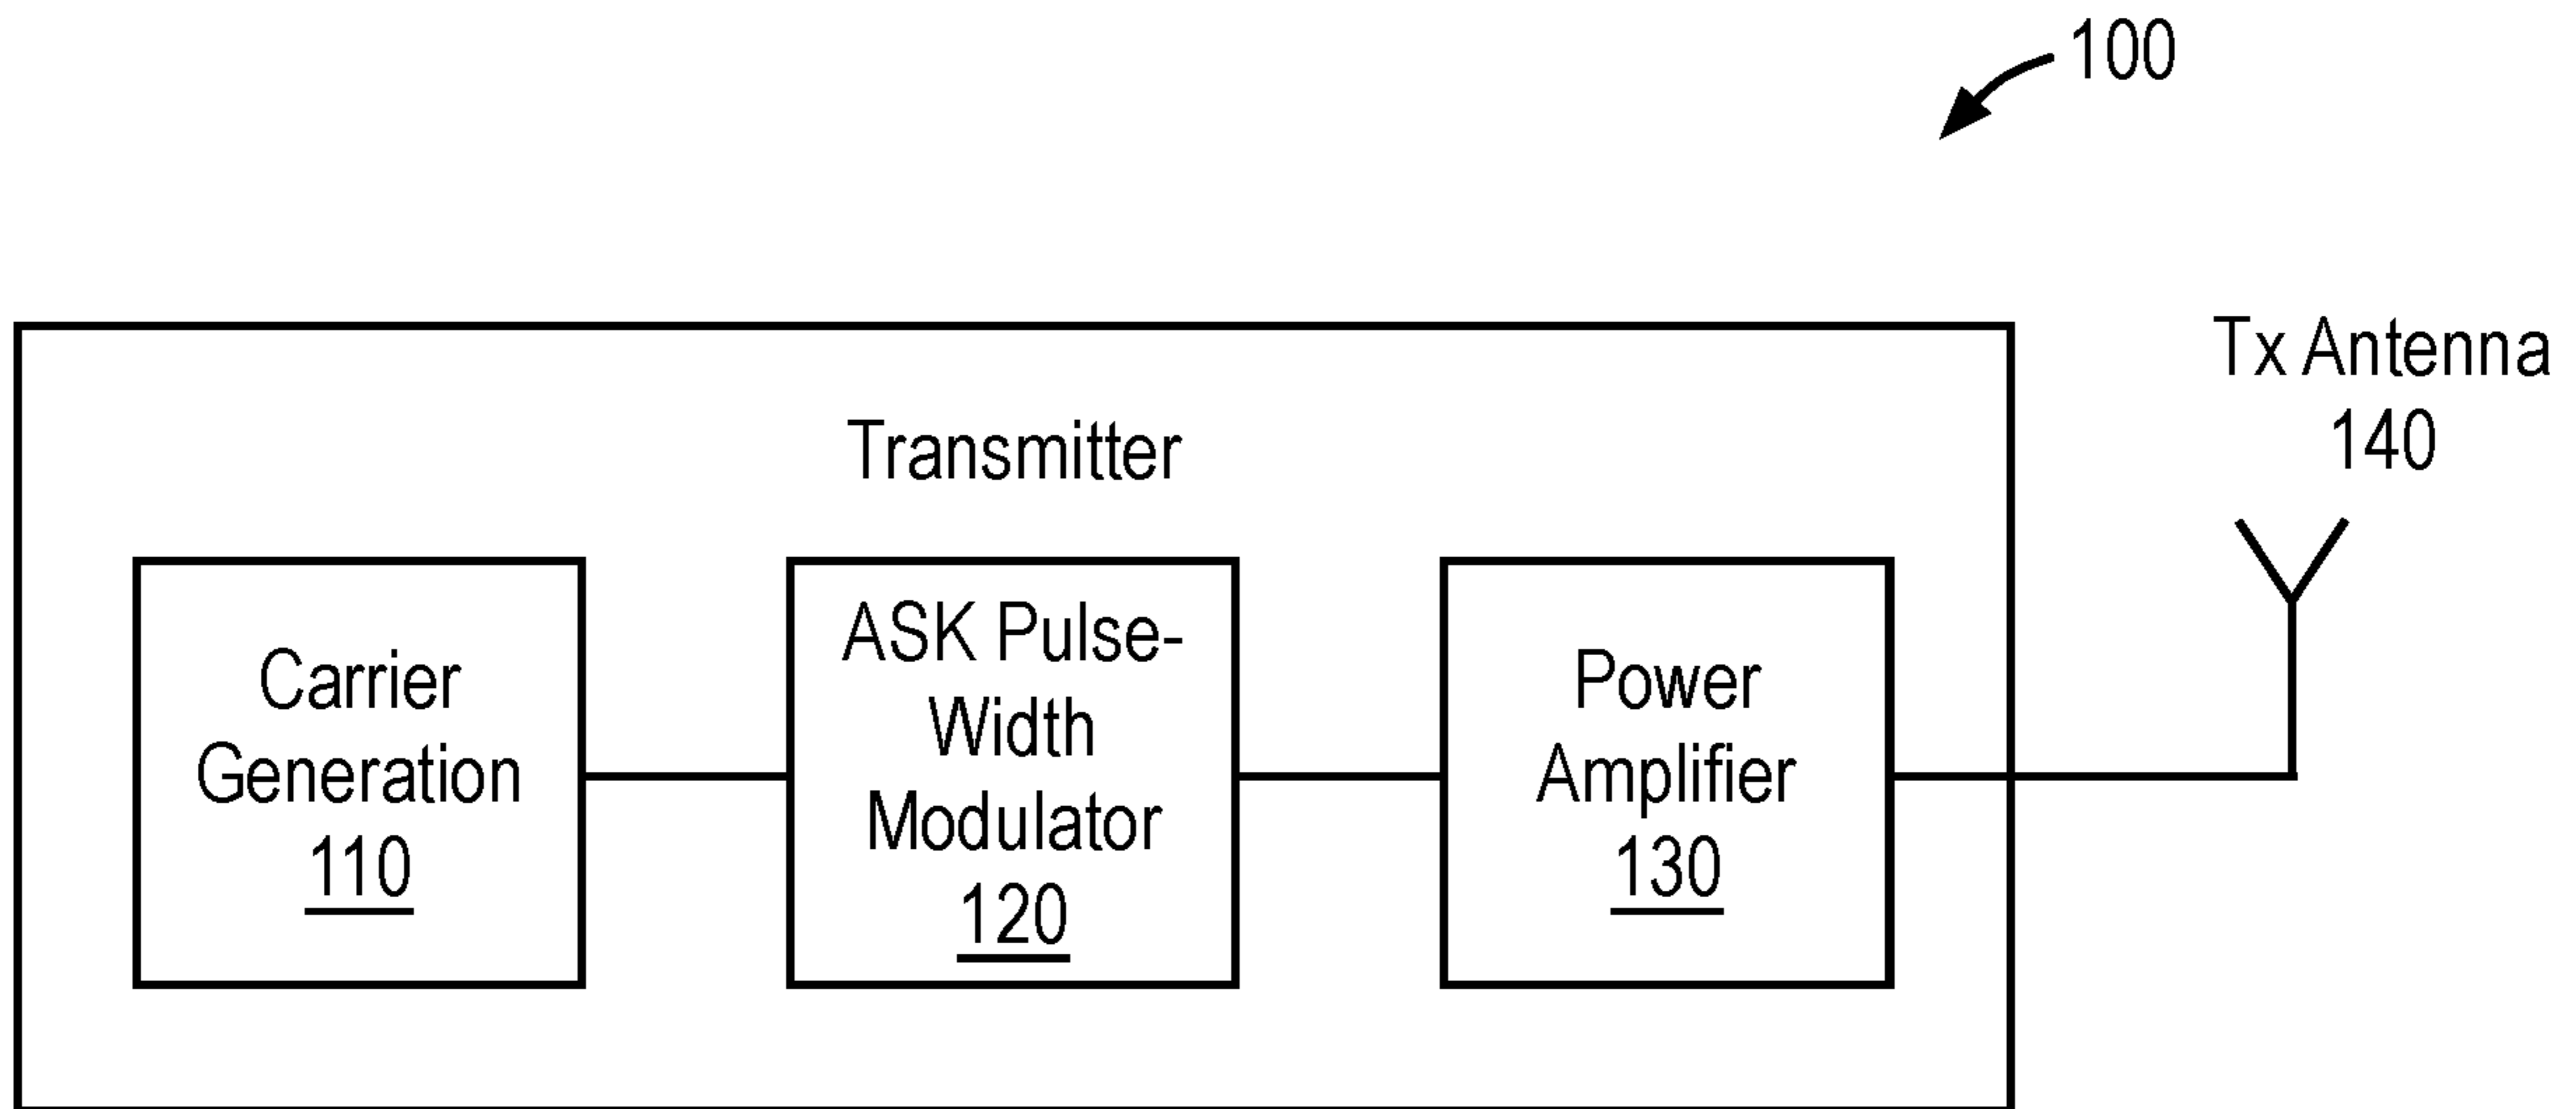 100
Tx Antenna
140
Transmitter
Carrier
Generation
110
ASK Pulse-
Width
Modulator
120
Power
Amplifier
130